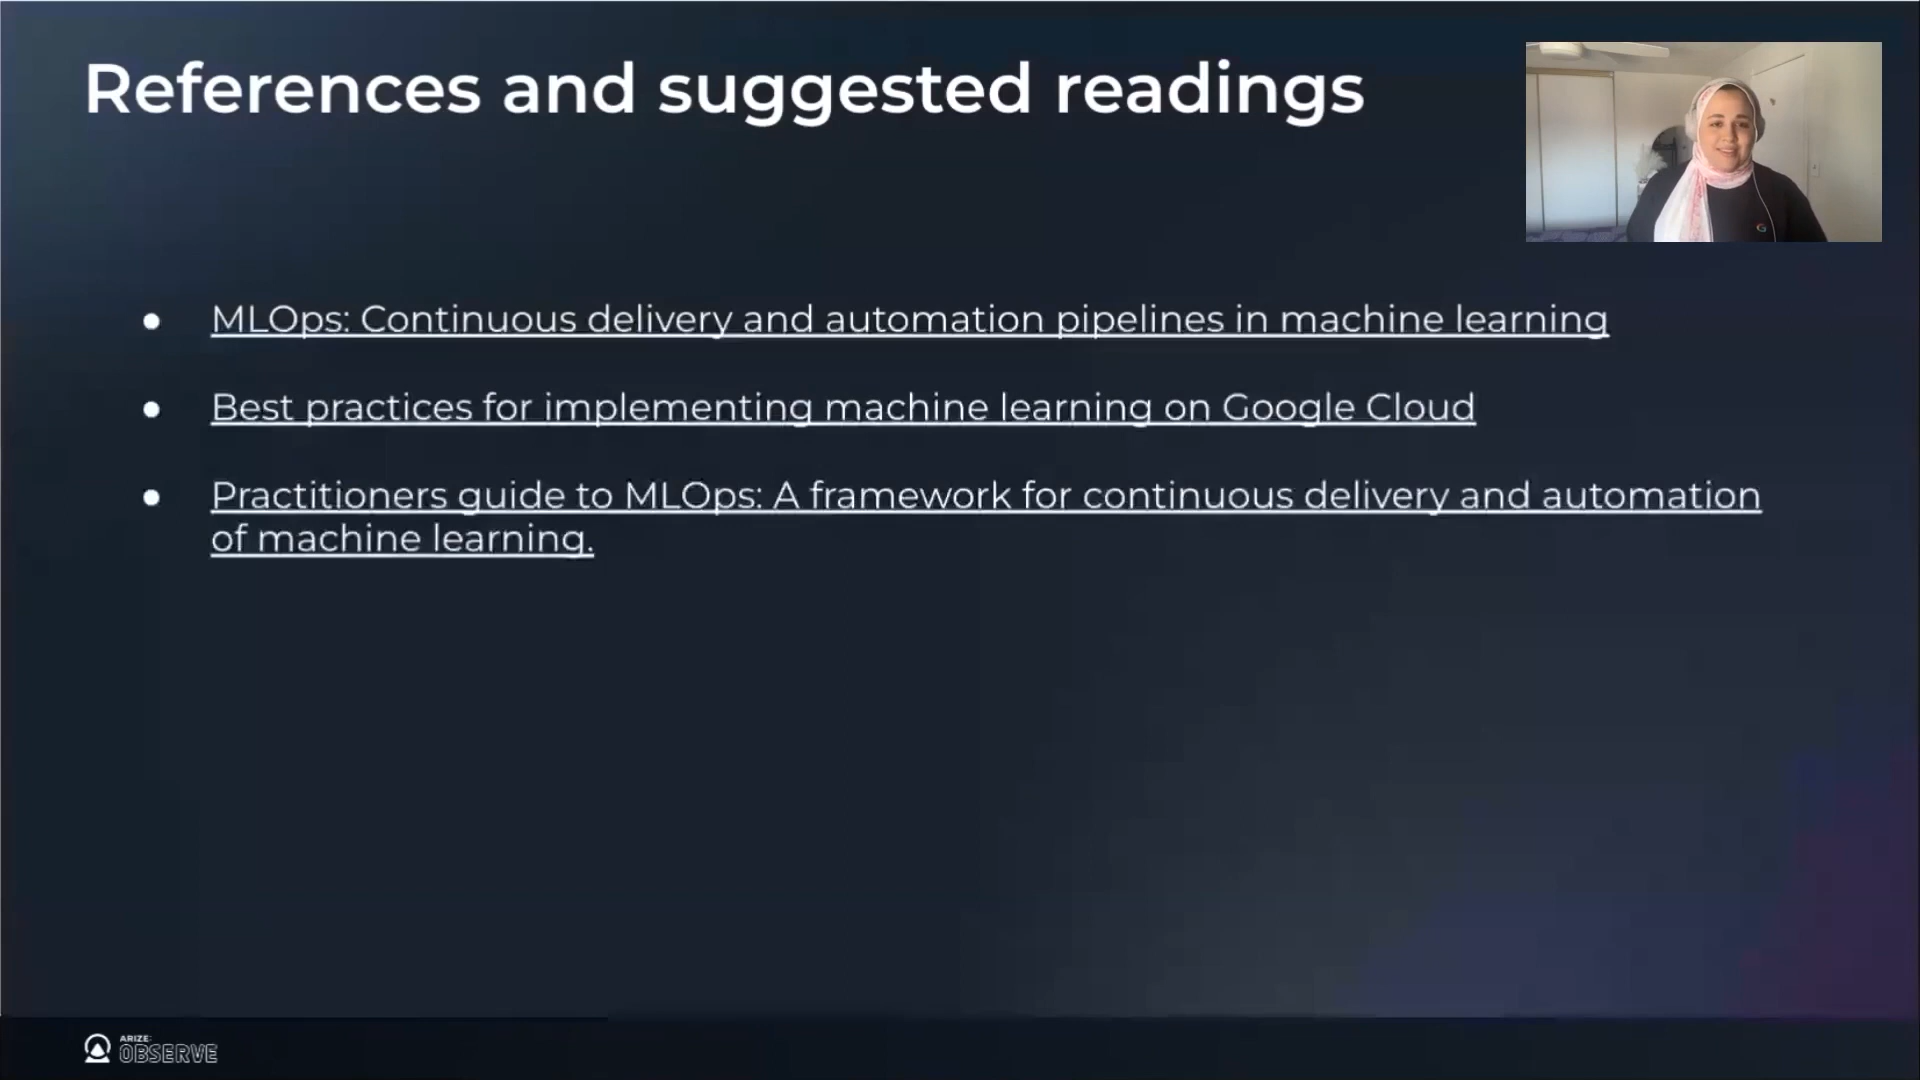 References and suggested readings
MLOps: Continuous delivery and automation pipelines in machine learning
Best practices for implementing machine learning on Google Cloud
Practitioners guide to MLOps: A framework for continuous delivery and automation
of machine learning.
ARIZE:
OBSERVE
G